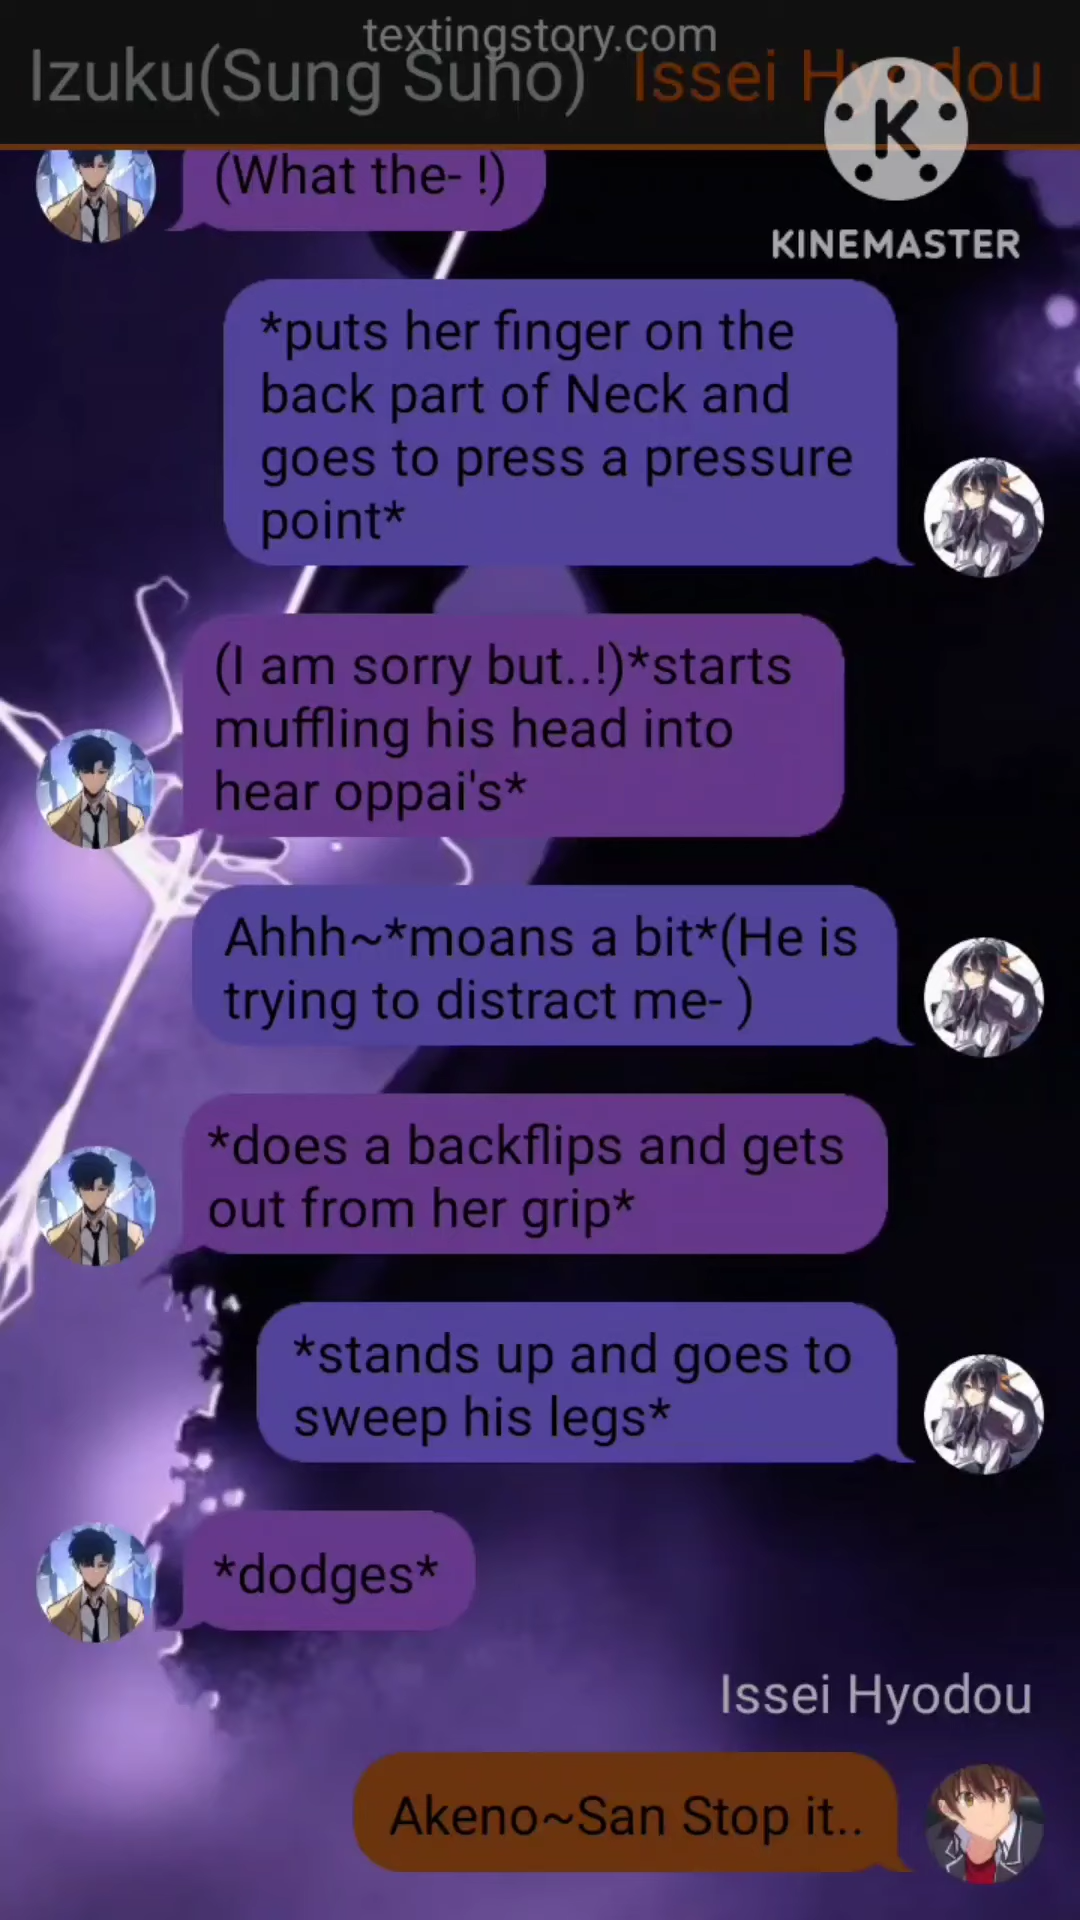 textingstory.com
Izuku(Sung Suho) Issei Hyodou
K
KINEMASTER
(What the- !)
*puts her finger on the
back part of Neck and
goes to press a pressure
point*
(I am sorry but..!)*starts
muffling his head into
hear oppai's*
Ahhh~*moans a bit*(He is
trying to distract me- )
*does a backflips and gets
out from her grip*
*stands up and goes to
sweep his legs*
*dodges*
Issei Hyodou
Akeno~San Stop it..